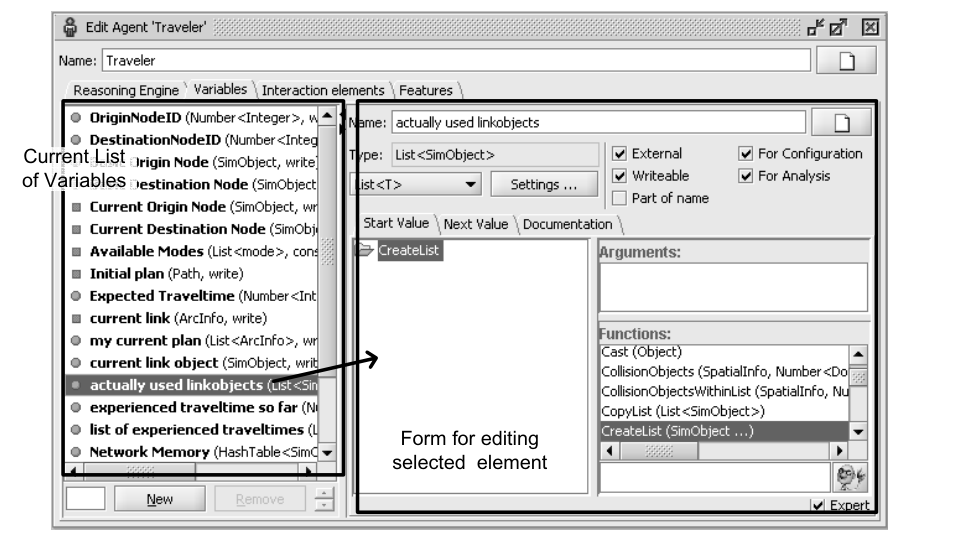 Edit Agent 'Traveler'
Name: Traveler
Reasoning Engine Variables Interaction elements Features
OriginNodeID (Number<Integer>, w
DestinationNodeID (Number<Integ
Origin Node (SimObject, write)
Destination Node (SimObject
Current Origin Node (SimObject, wr
Current Destination Node (SimObj
Available Modes (List<mode>, cons
Initial plan (Path, write)
Expected Traveltime (Number<Int
current link (ArcInfo, write)
my current plan (List<ArcInfo>, wr
current link object (SimObject, writ
actually used linkobjects (List<Sin
experienced traveltime so far (N
list of experienced traveltimes (L
Network Memory (HashTable<SimO
Current List
of Variables
New Remove
Name: actually used linkobjects
Type: List<SimObject>
List<T> Settings ...
External For Configuration
Writeable For Analysis
Part of name
Start Value Next Value Documentation
CreateList
Form for editing
selected element
Arguments:
Functions:
Cast (Object)
CollisionObjects (SpatialInfo, Number<Do
CollisionObjectsWithinList (SpatialInfo, Nu
CopyList (List<SimObject>)
CreateList (SimObject ...)
Expert